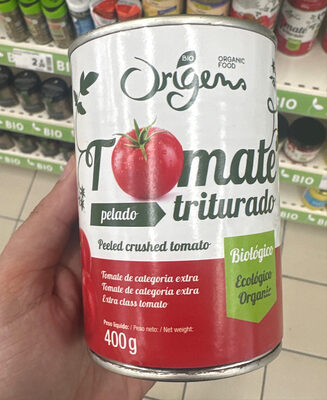 BIO
Origens
ORGANIC
FOOD
Tomate
pelado triturado
Peeled crushed tomato
Biológico
Ecológico
Organic
Tomate de categoria extra
Tomate de categoría extra
Extra class tomato
Peso líquido: / Peso neto: / Net weight:
400g
BIO
BIO
BIO
BIO